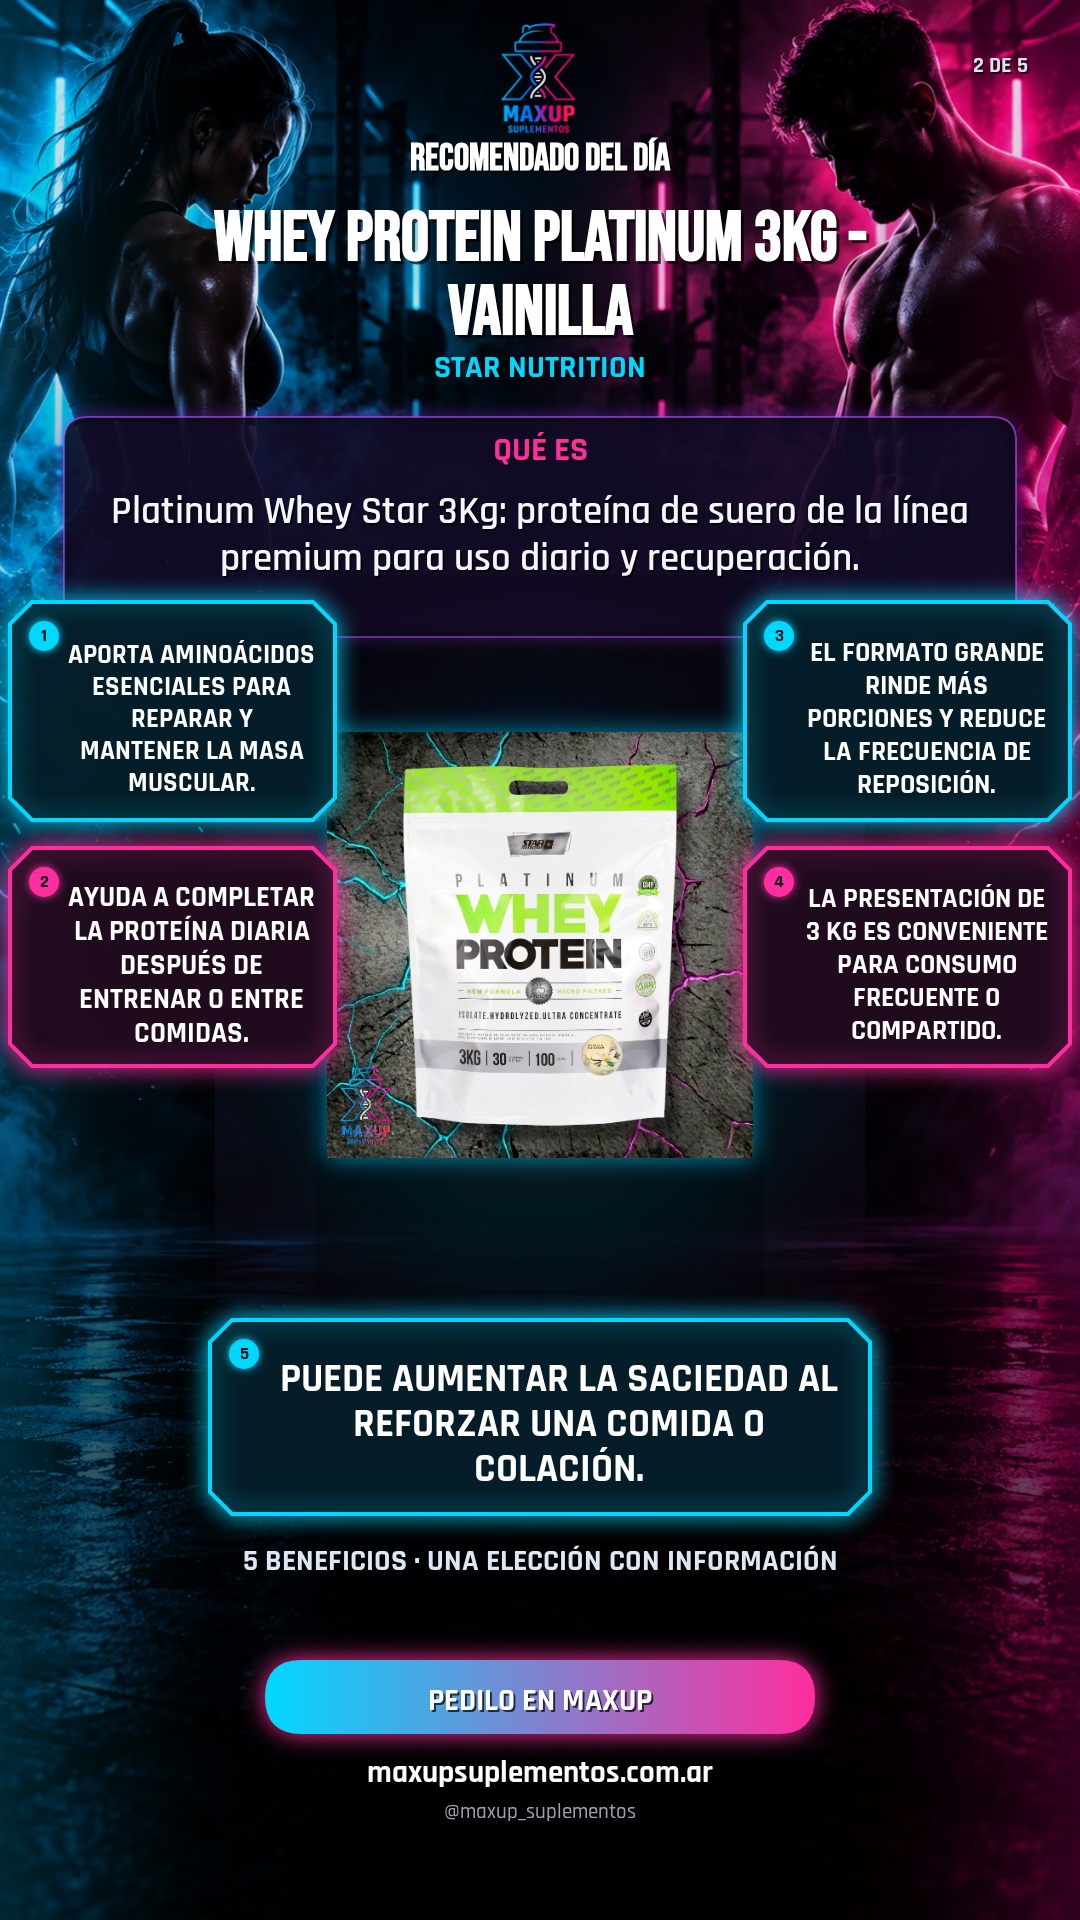 MAXUP
SUPLEMENTOS
2 DE 5
RECOMENDADO DEL DÍA
WHEY PROTEIN PLATINUM 3KG -
VAINILLA
STAR NUTRITION
QUÉ ES
Platinum Whey Star 3Kg: proteína de suero de la línea
premium para uso diario y recuperación.
1
APORTA AMINOÁCIDOS
ESENCIALES PARA
REPARAR Y
MANTENER LA MASA
MUSCULAR.
2
AYUDA A COMPLETAR
LA PROTEÍNA DIARIA
DESPUÉS DE
ENTRENAR O ENTRE
COMIDAS.
3
EL FORMATO GRANDE
RINDE MÁS
PORCIONES Y REDUCE
LA FRECUENCIA DE
REPOSICIÓN.
4
LA PRESENTACIÓN DE
3 KG ES CONVENIENTE
PARA CONSUMO
FRECUENTE O
COMPARTIDO.
STAR
PLATINUM
WHEY
PROTEIN
NEW FORMULA
MICRO FILTRED
ISOLATE.HYDROLYZED.ULTRA CONCENTRATE
3KG | 30 | 100
MAXUP
5
PUEDE AUMENTAR LA SACIEDAD AL
REFORZAR UNA COMIDA O
COLACIÓN.
5 BENEFICIOS · UNA ELECCIÓN CON INFORMACIÓN
PEDILO EN MAXUP
maxupsuplementos.com.ar
@maxup_suplementos